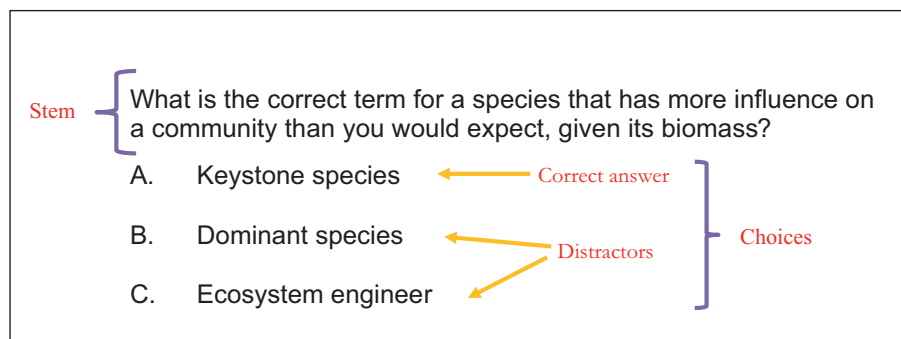 Stem
What is the correct term for a species that has more influence on
a community than you would expect, given its biomass?
A. Keystone species
Correct answer
B. Dominant species
Distractors
Choices
C. Ecosystem engineer